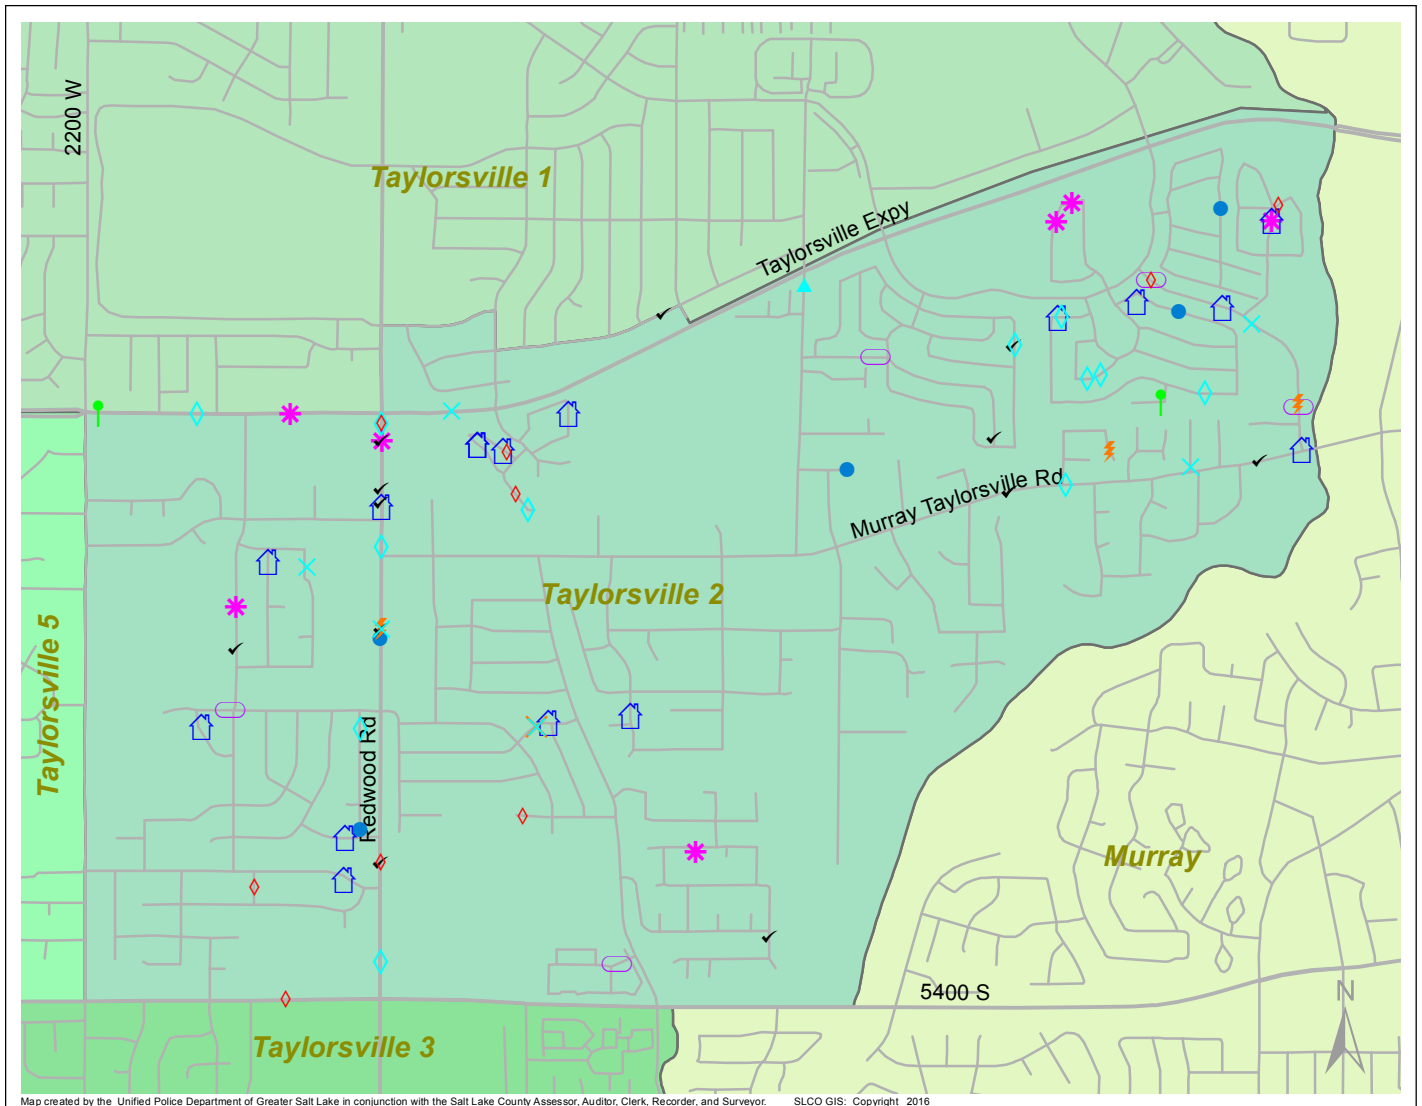 2200 W
Taylorsville 1
Taylorsville Expy
Murray Taylorsville Rd
Taylorsville 2
Taylorsville 5
Redwood Rd
Murray
5400 S
N
Taylorsville 3
Map created by the Unified Police Department of Greater Salt Lake in conjunction with the Salt Lake County Assessor, Auditor, Clerk, Recorder, and Surveyor. SLCO GIS: Copyright 2016